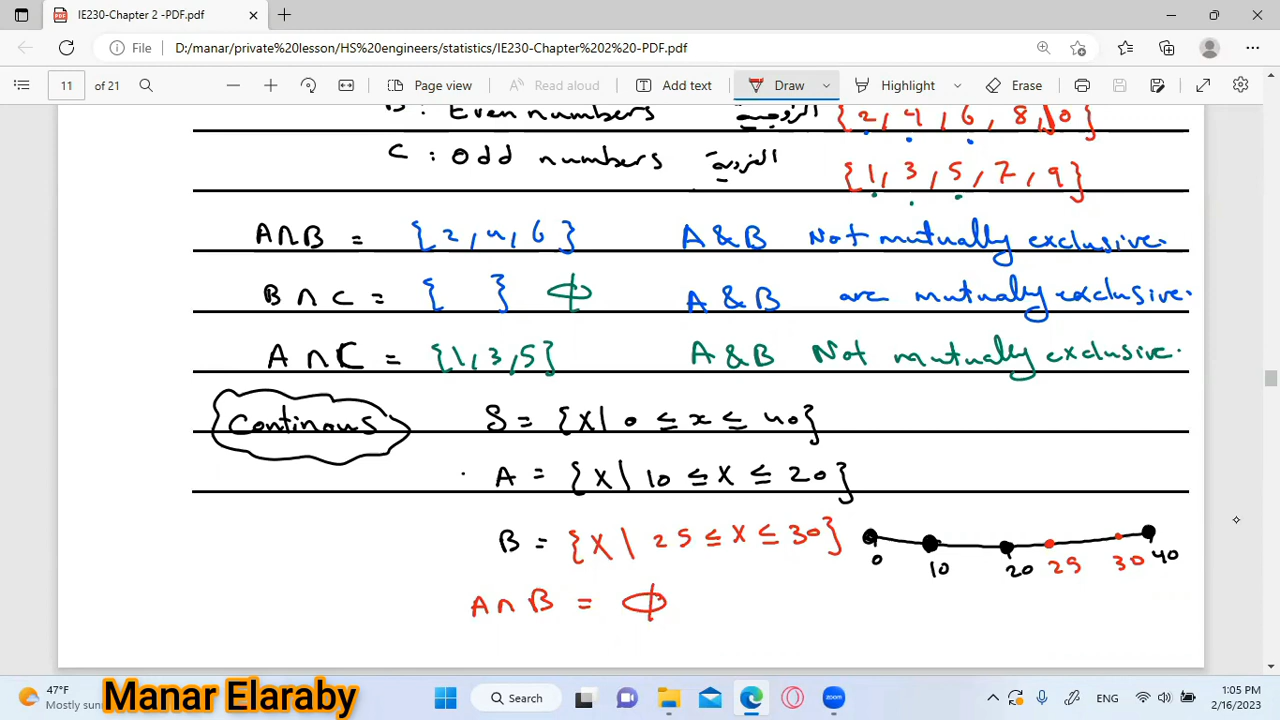 IE230-Chapter 2 -PDF.pdf
File D:/manar/private%20lesson/HS%20engineers/statistics/IE230-Chapter%202%20-PDF.pdf
11 of 21 Page view Read aloud Add text Draw Highlight Erase
B : Even numbers الزوجية {2, 4, 6, 8, 10}
C : Odd numbers الفردية {1, 3, 5, 7, 9}
A∩B = {2, 4, 6} A & B Not mutually exclusive.
B ∩ C = { } ϕ A & B are mutually exclusive.
A ∩ C = {1, 3, 5} A & B Not mutually exclusive.
Continous S = {X| 0 ≤ x ≤ 40}
A = {X| 10 ≤ X ≤ 20}
B = {X| 25 ≤ X ≤ 30}
0 10 20 25 30 40
A∩B = ϕ
47°F
Mostly sun
Manar Elaraby
Search
ENG
1:05 PM
2/16/2023